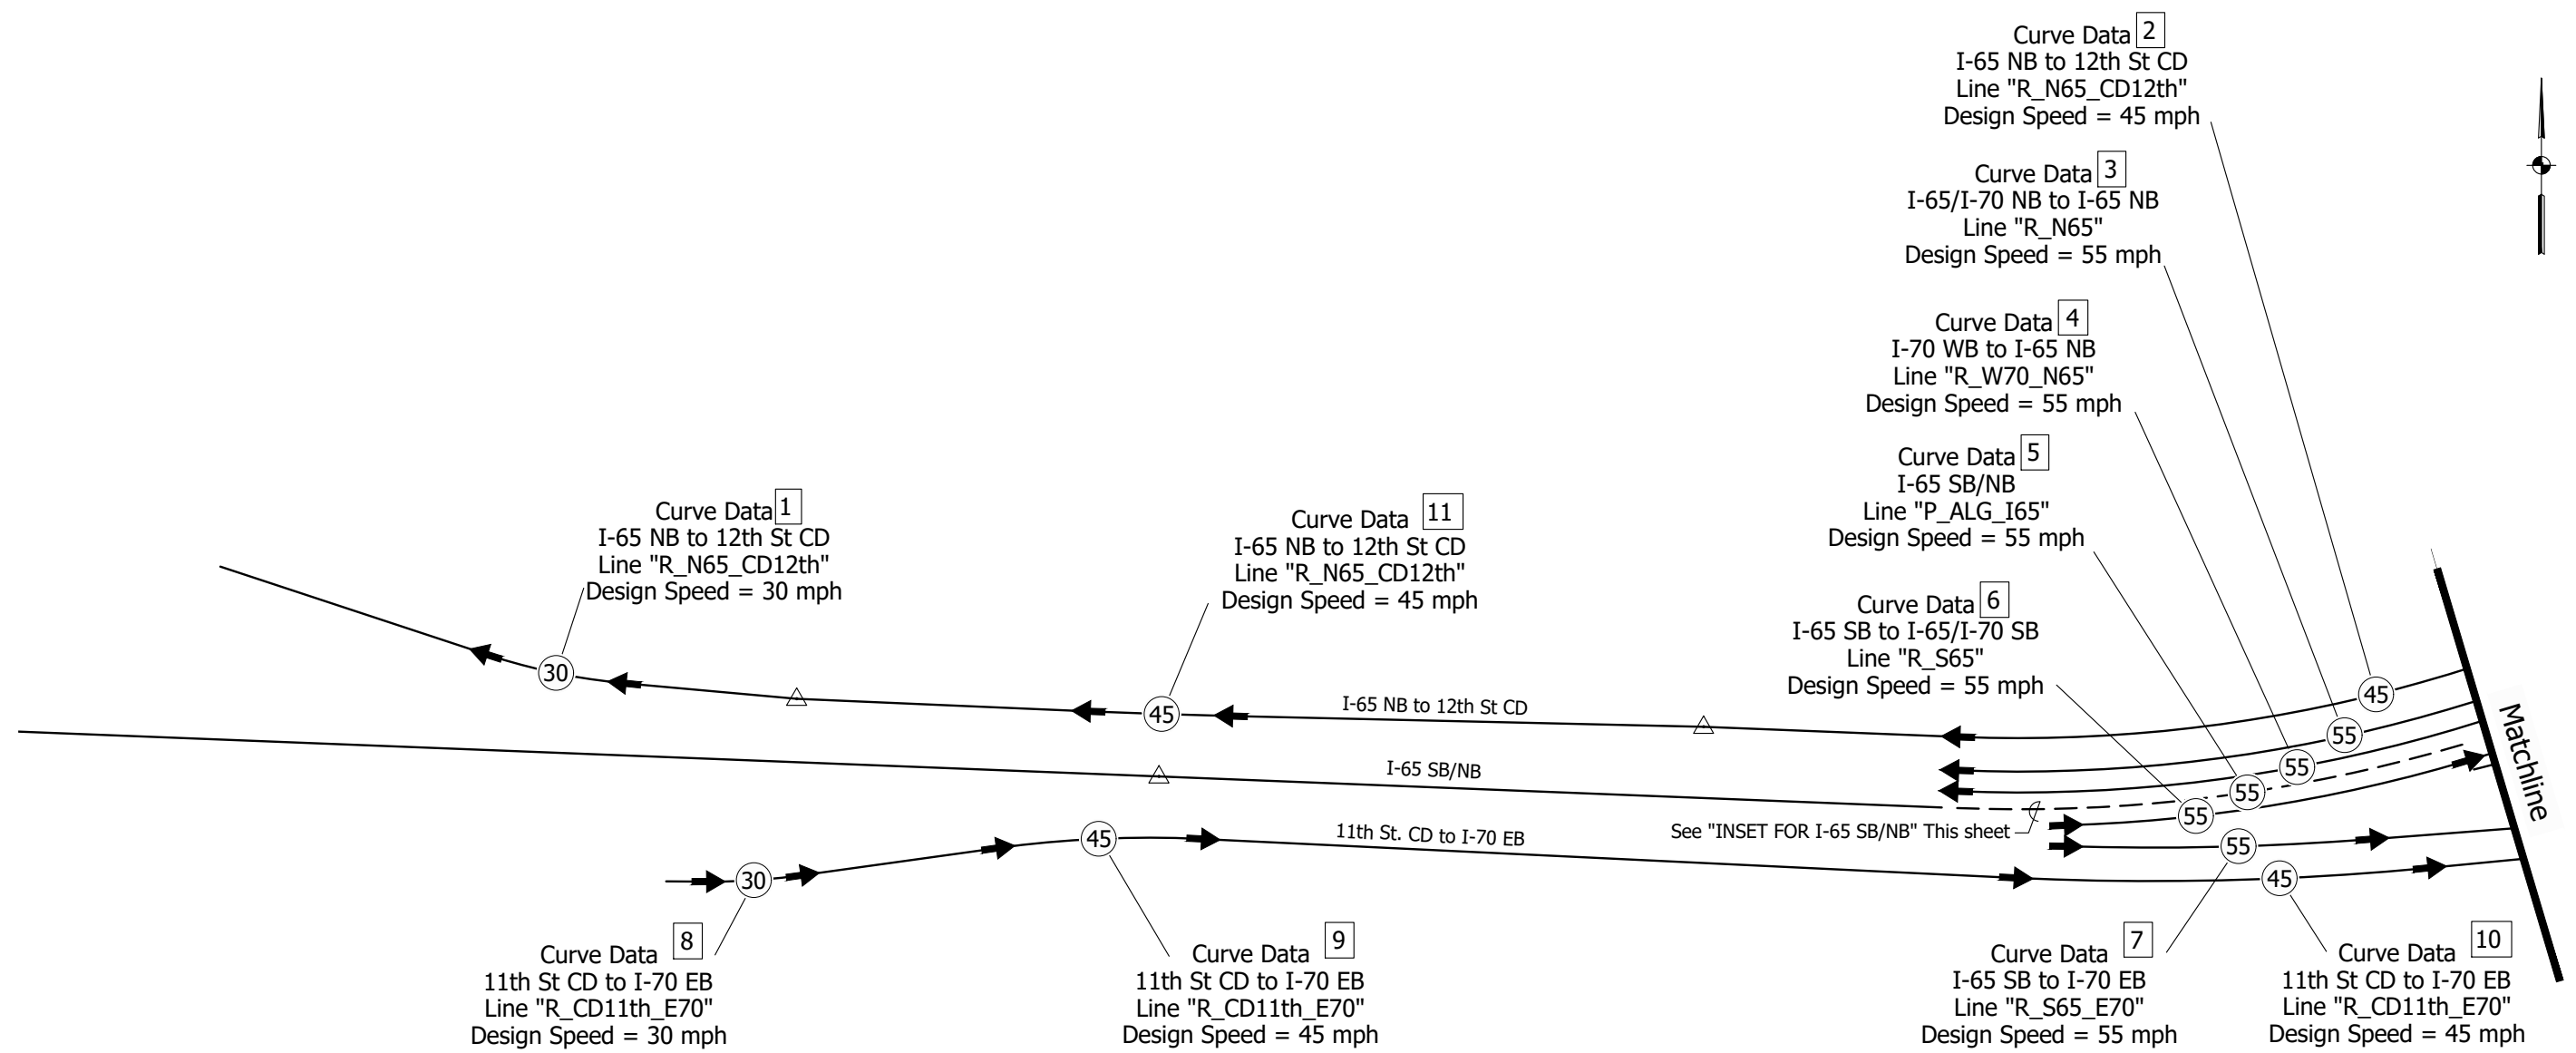 Curve Data 2
I-65 NB to 12th St CD
Line "R_N65_CD12th"
Design Speed = 45 mph
Curve Data 3
I-65/I-70 NB to I-65 NB
Line "R_N65"
Design Speed = 55 mph
Curve Data 4
I-70 WB to I-65 NB
Line "R_W70_N65"
Design Speed = 55 mph
Curve Data 5
I-65 SB/NB
Line "P_ALG_I65"
Design Speed = 55 mph
Curve Data 6
I-65 SB to I-65/I-70 SB
Line "R_S65"
Design Speed = 55 mph
Curve Data 1
I-65 NB to 12th St CD
Line "R_N65_CD12th"
Design Speed = 30 mph
Curve Data 11
I-65 NB to 12th St CD
Line "R_N65_CD12th"
Design Speed = 45 mph
30
45
I-65 NB to 12th St CD
45
55
55
55
55
Matchline
I-65 SB/NB
See "INSET FOR I-65 SB/NB" This sheet
30
45
11th St. CD to I-70 EB
55
45
Curve Data 8
11th St CD to I-70 EB
Line "R_CD11th_E70"
Design Speed = 30 mph
Curve Data 9
11th St CD to I-70 EB
Line "R_CD11th_E70"
Design Speed = 45 mph
Curve Data 7
I-65 SB to I-70 EB
Line "R_S65_E70"
Design Speed = 55 mph
Curve Data 10
11th St CD to I-70 EB
Line "R_CD11th_E70"
Design Speed = 45 mph